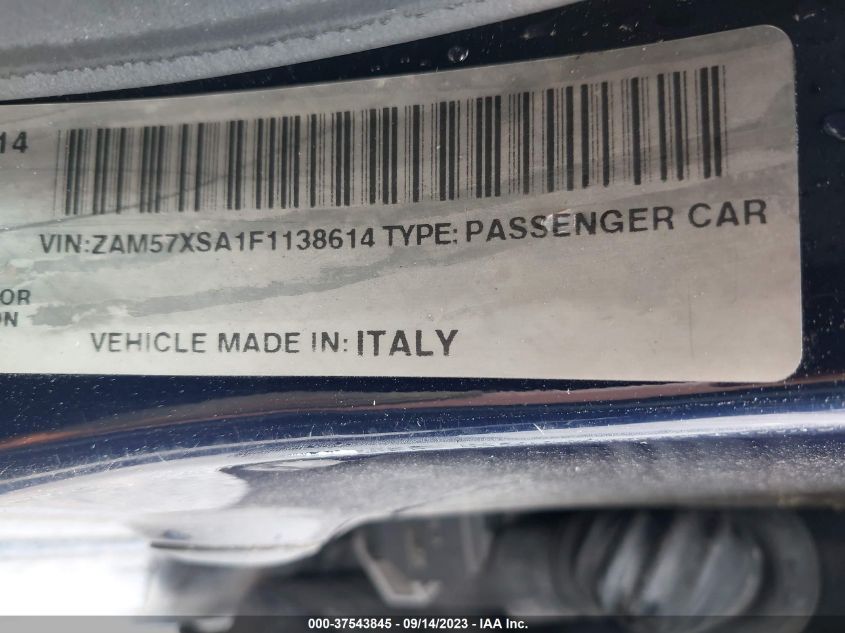 14
VIN:ZAM57XSA1F1138614 TYPE: PASSENGER CAR
OR
ON
VEHICLE MADE IN: ITALY
000-37543845 - 09/14/2023 - IAA Inc.